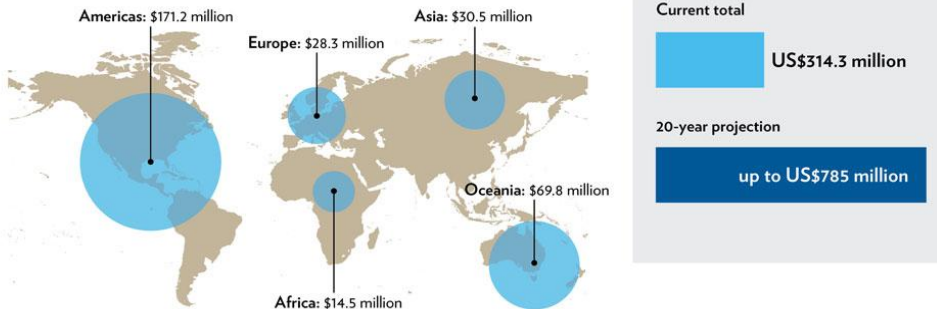 Americas: $171.2 million
Asia: $30.5 million
Europe: $28.3 million
Oceania: $69.8 million
Africa: $14.5 million
Current total
US$314.3 million
20-year projection
up to US$785 million